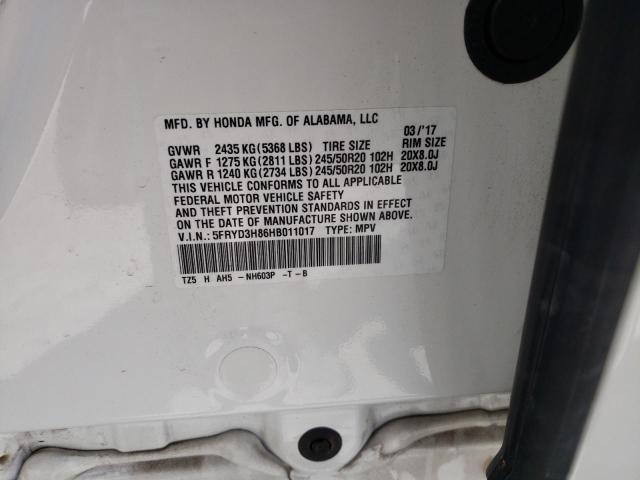 MFD. BY HONDA MFG. OF ALABAMA, LLC
03/'17
GVWR 2435 KG (5368 LBS) TIRE SIZE RIM SIZE
GAWR F 1275 KG (2811 LBS) 245/50R20 102H 20X8.0J
GAWR R 1240 KG (2734 LBS) 245/50R20 102H 20X8.0J
THIS VEHICLE CONFORMS TO ALL APPLICABLE
FEDERAL MOTOR VEHICLE SAFETY
AND THEFT PREVENTION STANDARDS IN EFFECT
ON THE DATE OF MANUFACTURE SHOWN ABOVE.
V.I.N.: 5FRYD3H86HB011017 TYPE: MPV
TZ5 H AH5 -NH603P -T-B